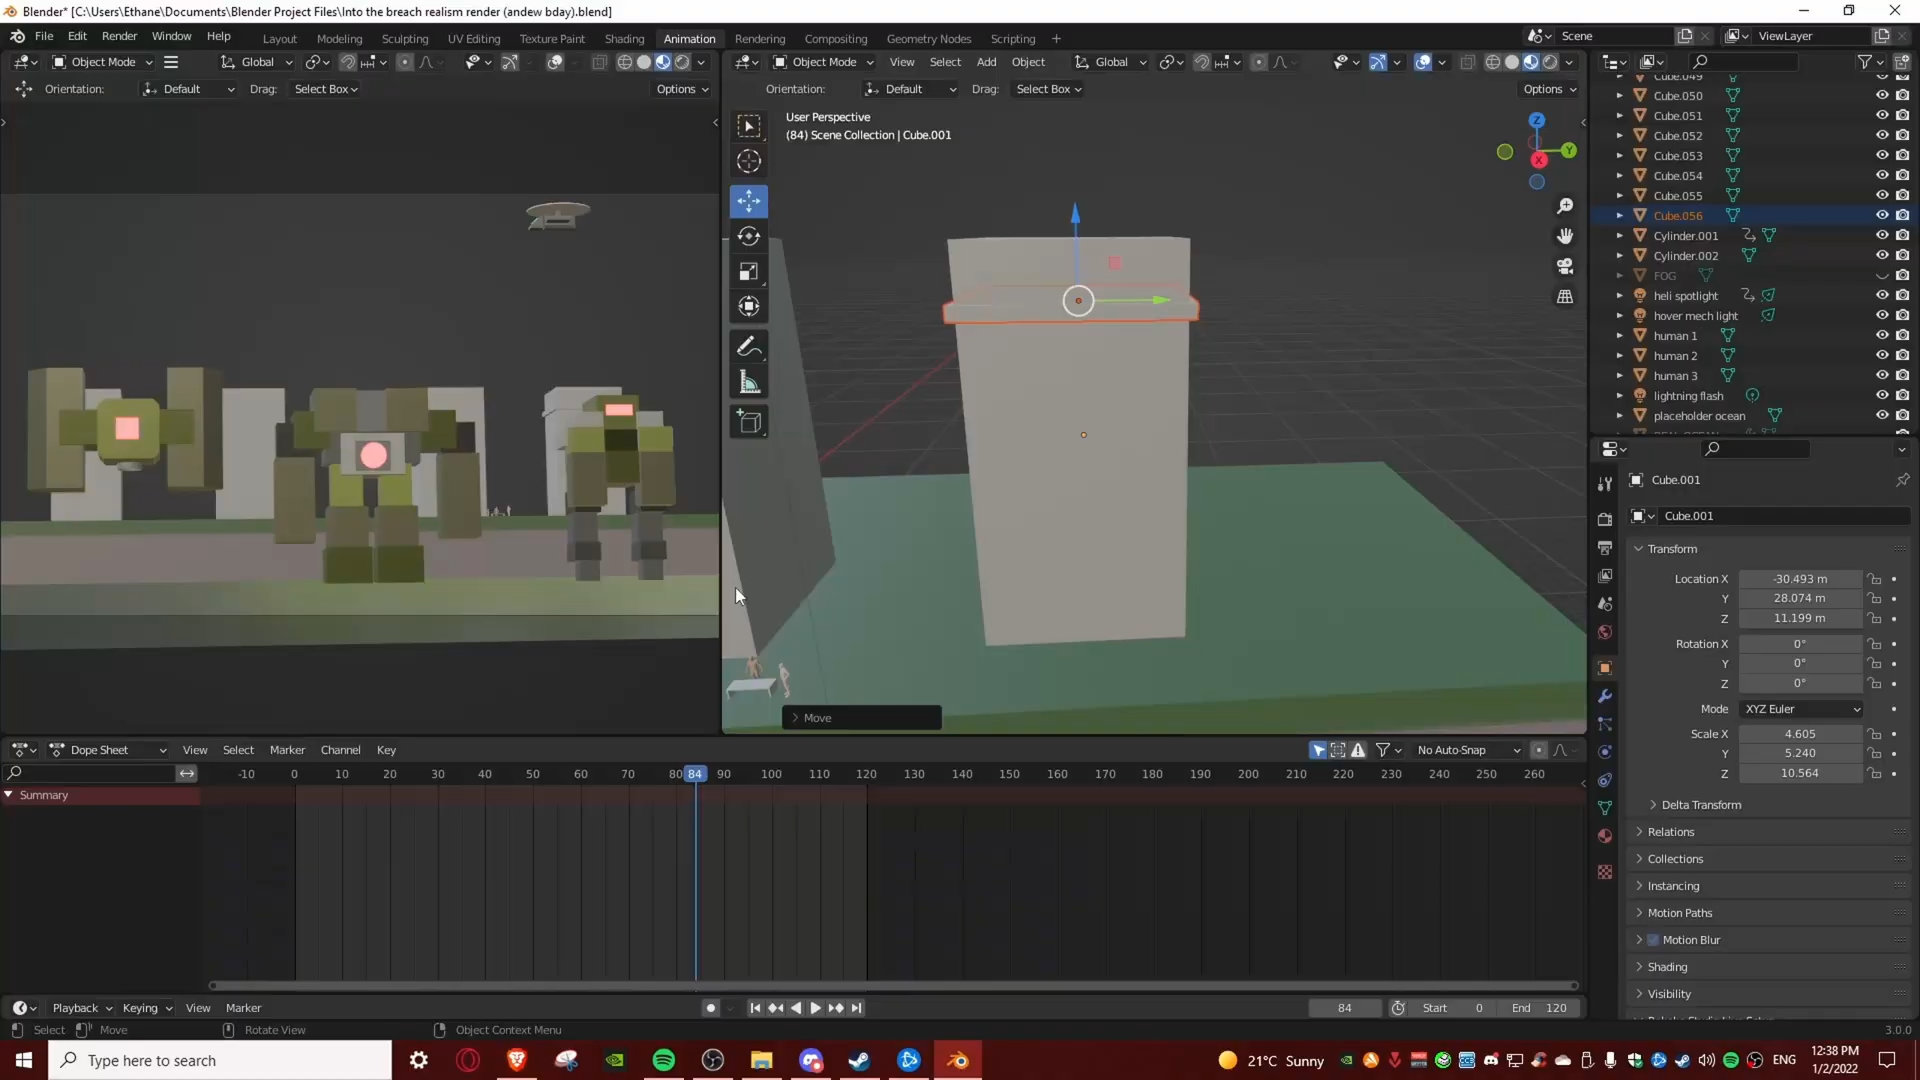 Blender* [C:\Users\Ethane\Documents\Blender Project Files\Into the breach realism render (andew bday).blend]
File Edit Render Window Help Layout Modeling Sculpting UV Editing Texture Paint Shading Animation Rendering Compositing Geometry Nodes Scripting + Scene ViewLayer
Object Mode Global Object Mode View Select Add Object Global
Orientation: Default Drag: Select Box Options Orientation: Default Drag: Select Box Options
User Perspective
(84) Scene Collection | Cube.001
Z
Y
X
Move
Cube.049
Cube.050
Cube.051
Cube.052
Cube.053
Cube.054
Cube.055
Cube.056
Cylinder.001
Cylinder.002
FOG
heli spotlight
hover mech light
human 1
human 2
human 3
lightning flash
placeholder ocean
Cube.001
Cube.001
Transform
Location X -30.493 m
Y 28.074 m
Z 11.199 m
Rotation X 0°
Y 0°
Z 0°
Mode XYZ Euler
Scale X 4.605
Y 5.240
Z 10.564
Delta Transform
Relations
Collections
Instancing
Motion Paths
Motion Blur
Shading
Visibility
Dope Sheet View Select Marker Channel Key No Auto-Snap
-10 0 10 20 30 40 50 60 70 80 84 90 100 110 120 130 140 150 160 170 180 190 200 210 220 230 240 250 260
Summary
Playback Keying View Marker 84 Start 0 End 120
Select Move Rotate View Object Context Menu 3.0.0
Type here to search 21°C Sunny ENG 12:38 PM
1/2/2022